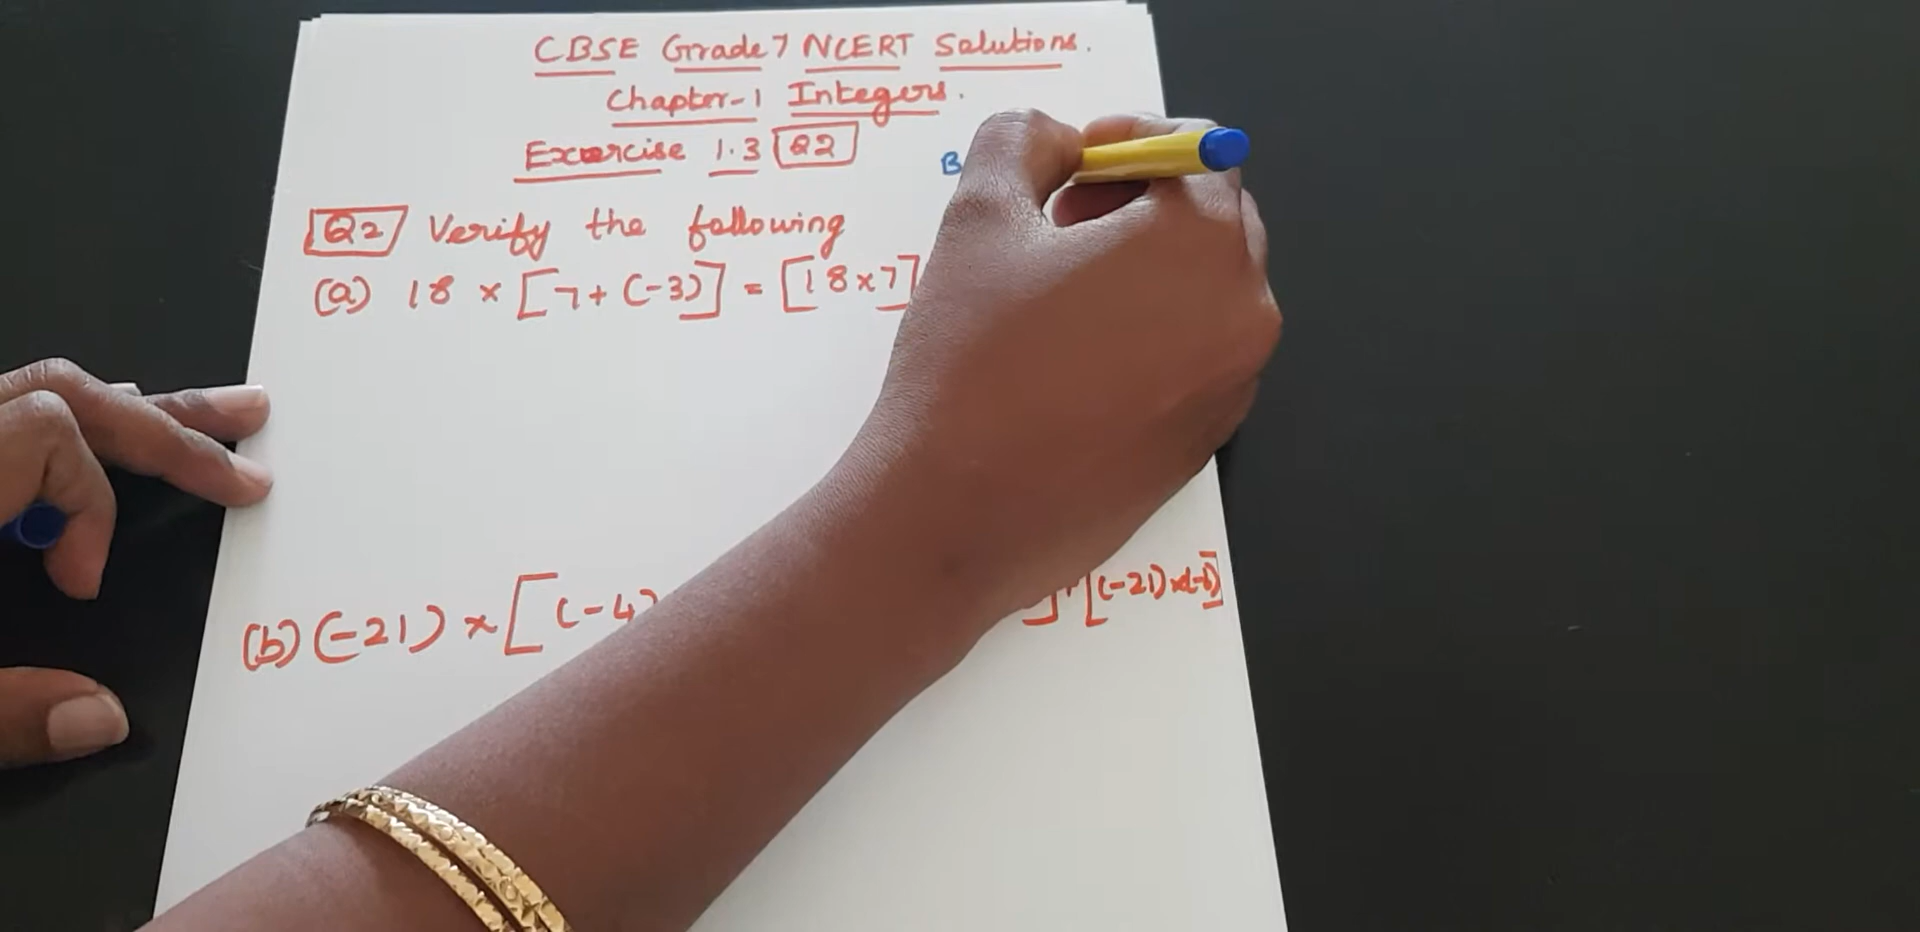 CBSE Grade 7 NCERT Solutions.
Chapter-1 Integers.
Exercise 1.3 Q2
B
Q2 Verify the following
(a) 18 × [7+(-3)] = [18×7]
(b) (-21) × [(-4) ] + [(-21)×(-6)]